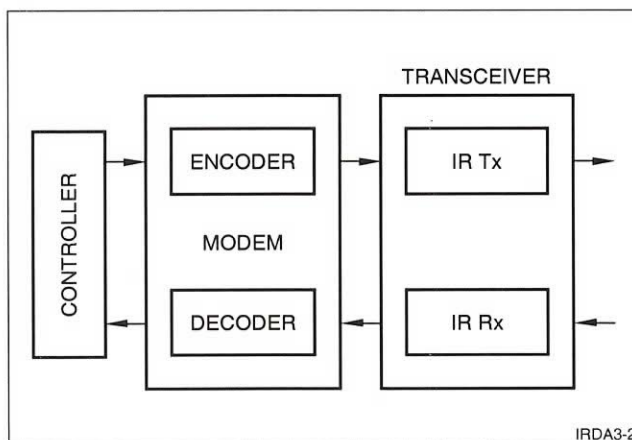 TRANSCEIVER
CONTROLLER
ENCODER
IR Tx
MODEM
DECODER
IR Rx
IRDA3-2